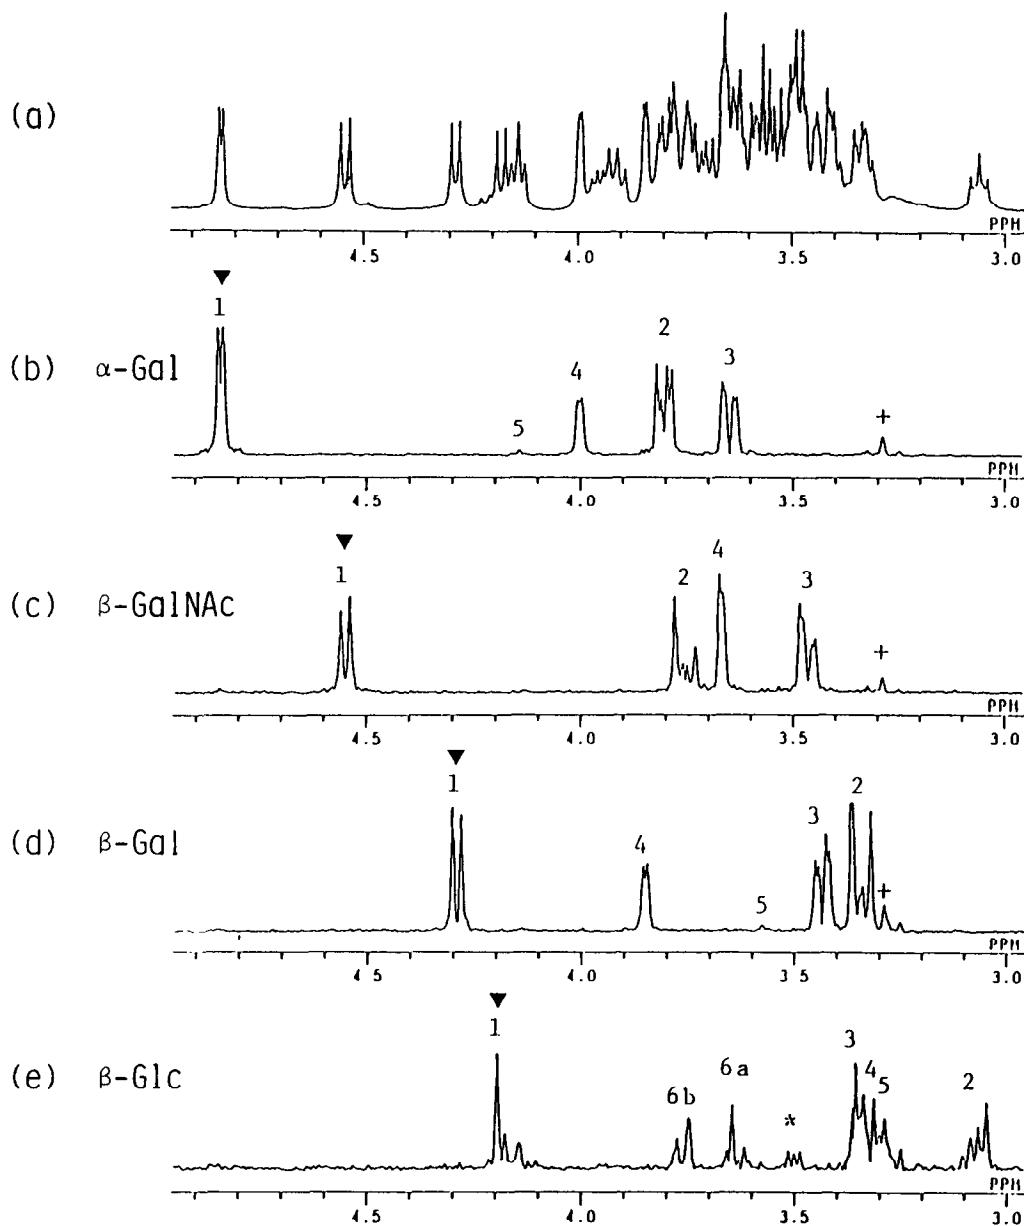 (a)
PPM
4.5 4.0 3.5 3.0
1
(b) α-Gal
5 4 2 3 +
PPM
4.5 4.0 3.5 3.0
(c) β-GalNAc
1 2 4 3 +
PPM
4.5 4.0 3.5 3.0
(d) β-Gal
1 4 5 3 2 +
PPM
4.5 4.0 3.5 3.0
(e) β-Glc
1 6b 6a * 3 4 5 2
PPM
4.5 4.0 3.5 3.0